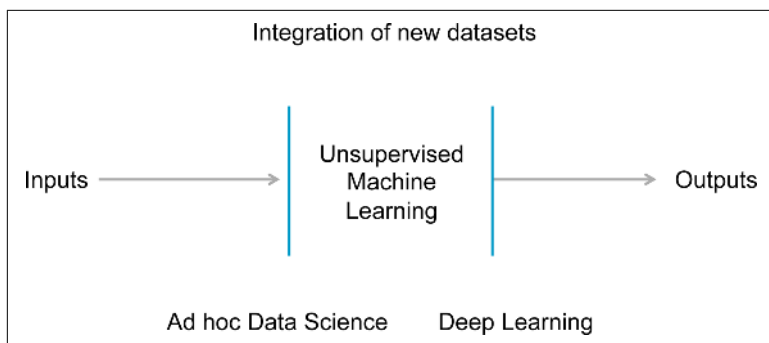 Integration of new datasets
Inputs
Unsupervised
Machine
Learning
Outputs
Ad hoc Data Science
Deep Learning